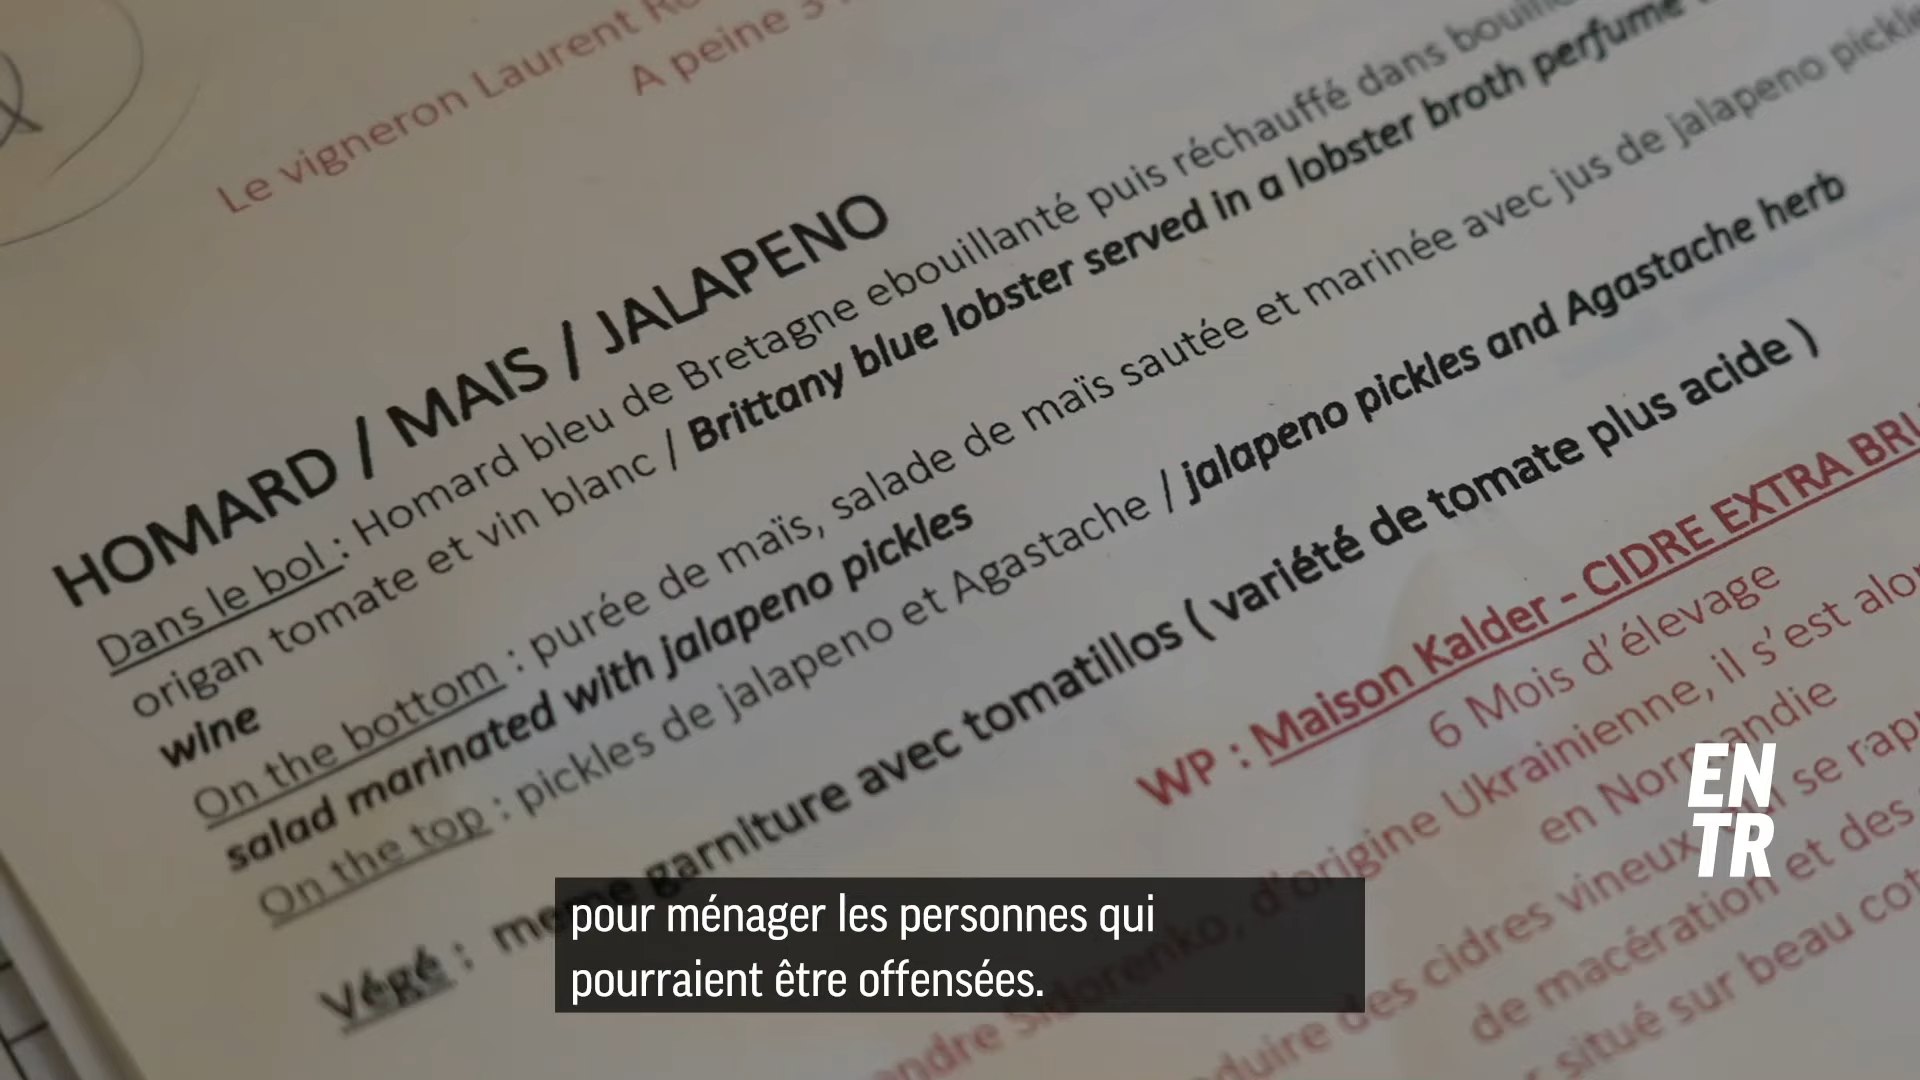 Le vigneron Laurent
A peine 3
HOMARD / MAIS / JALAPENO
Dans le bol : Homard bleu de Bretagne ebouillanté puis réchauffé dans
origan tomate et vin blanc / Brittany blue lobster served in a lobster broth perfume
wine
On the bottom : purée de maïs, salade de maïs sautée et marinée avec jus de jalapeno
salad marinated with jalapeno pickles
On the top : pickles de jalapeno et Agastache / jalapeno pickles and Agastache herb
Végé : meme garniture avec tomatillos ( variété de tomate plus acide )
WP : Maison Kalder - CIDRE EXTRA
6 Mois d'élevage
d'origine Ukrainienne, il s'est
en Normandie
des cidres vineux qui se
de macération et des
situé sur beau
EN
TR
pour ménager les personnes qui
pourraient être offensées.